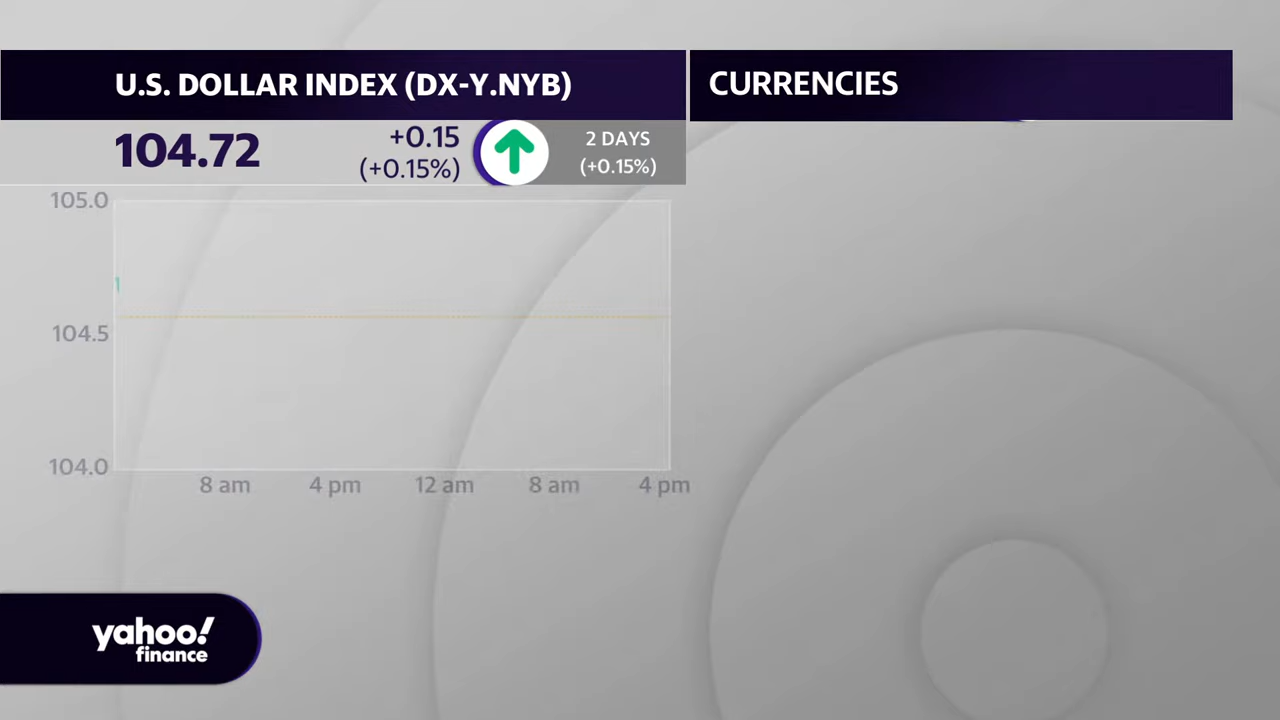 U.S. DOLLAR INDEX (DX-Y.NYB)
CURRENCIES
104.72
+0.15
(+0.15%)
2 DAYS
(+0.15%)
105.0
104.5
104.0
8 am 4 pm 12 am 8 am 4 pm
yahoo!
finance